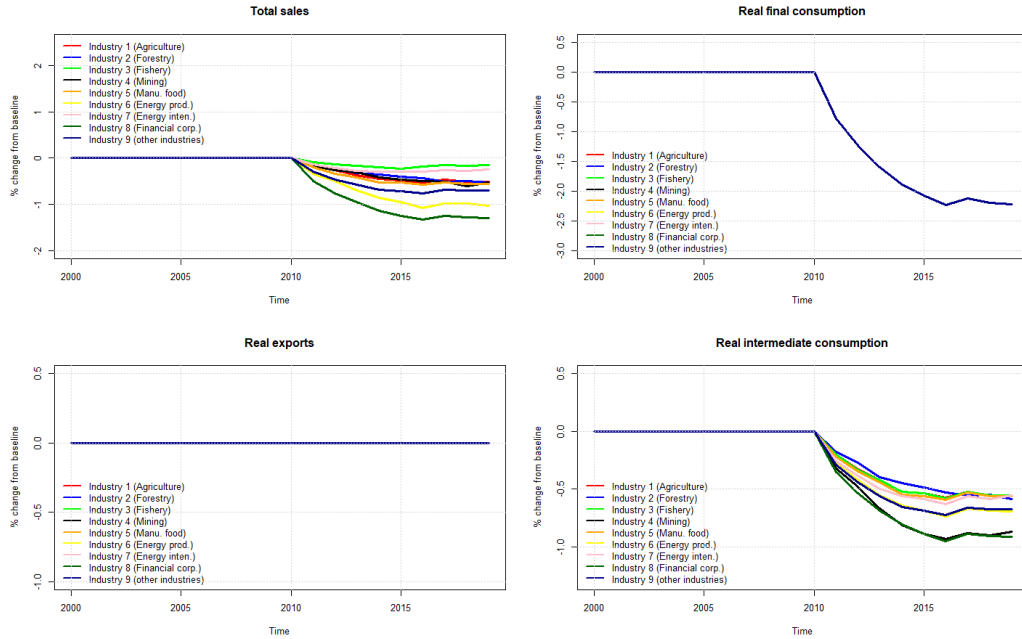 Total sales
% change from baseline
2
1
0
-1
-2
Industry 1 (Agriculture)
Industry 2 (Forestry)
Industry 3 (Fishery)
Industry 4 (Mining)
Industry 5 (Manu. food)
Industry 6 (Energy prod.)
Industry 7 (Energy inten.)
Industry 8 (Financial corp.)
Industry 9 (other industries)
2000 2005 2010 2015
Time
Real final consumption
% change from baseline
0.5
0.0
-1.0
-1.5
-2.0
-2.5
-3.0
Industry 1 (Agriculture)
Industry 2 (Forestry)
Industry 3 (Fishery)
Industry 4 (Mining)
Industry 5 (Manu. food)
Industry 6 (Energy prod.)
Industry 7 (Energy inten.)
Industry 8 (Financial corp.)
Industry 9 (other industries)
2000 2005 2010 2015
Time
Real exports
% change from baseline
0.5
0.0
-0.5
-1.0
Industry 1 (Agriculture)
Industry 2 (Forestry)
Industry 3 (Fishery)
Industry 4 (Mining)
Industry 5 (Manu. food)
Industry 6 (Energy prod.)
Industry 7 (Energy inten.)
Industry 8 (Financial corp.)
Industry 9 (other industries)
2000 2005 2010 2015
Time
Real intermediate consumption
% change from baseline
0.5
0.0
-0.5
-1.0
Industry 1 (Agriculture)
Industry 2 (Forestry)
Industry 3 (Fishery)
Industry 4 (Mining)
Industry 5 (Manu. food)
Industry 6 (Energy prod.)
Industry 7 (Energy inten.)
Industry 8 (Financial corp.)
Industry 9 (other industries)
2000 2005 2010 2015
Time